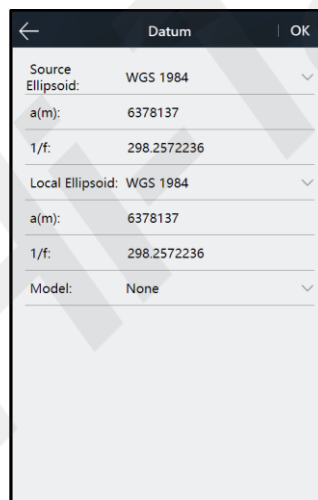 Datum
OK
Source Ellipsoid: WGS 1984
a(m): 6378137
1/f: 298.2572236
Local Ellipsoid: WGS 1984
a(m): 6378137
1/f: 298.2572236
Model: None